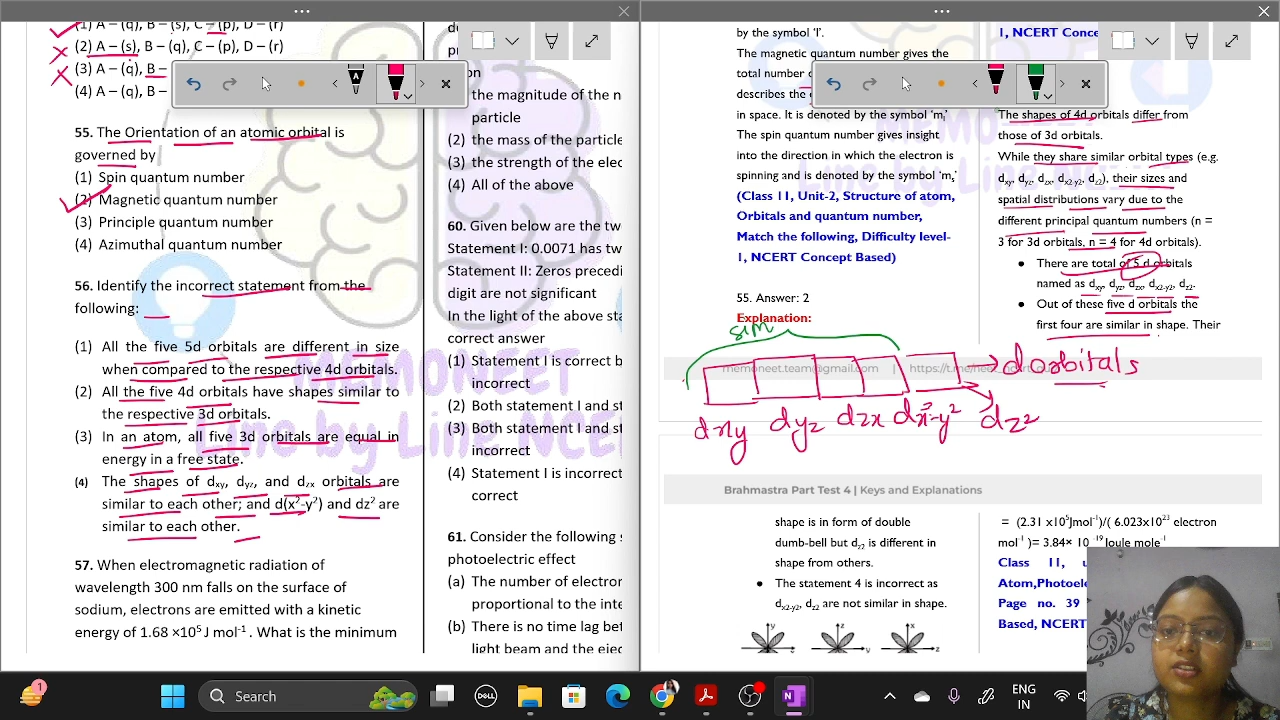 (1) A – (q), B – (s), C – (p), D – (r)
(2) A – (s), B – (q), C – (p), D – (r)
(3) A – (q), B –
(4) A – (q), B –
55. The Orientation of an atomic orbital is
governed by
(1) Spin quantum number
(2) Magnetic quantum number
(3) Principle quantum number
(4) Azimuthal quantum number
56. Identify the incorrect statement from the
following:
(1) All the five 5d orbitals are different in size
when compared to the respective 4d orbitals.
(2) All the five 4d orbitals have shapes similar to
the respective 3d orbitals.
(3) In an atom, all five 3d orbitals are equal in
energy in a free state.
(4) The shapes of dxy, dyz, and dzx orbitals are
similar to each other; and d(x²-y²) and dz² are
similar to each other.
57. When electromagnetic radiation of
wavelength 300 nm falls on the surface of
sodium, electrons are emitted with a kinetic
energy of 1.68 ×10⁵ J mol⁻¹ . What is the minimum
the magnitude of the n
particle
(2) the mass of the particle
(3) the strength of the elec
(4) All of the above
60. Given below are the tw
Statement I: 0.0071 has tw
Statement II: Zeros precedi
digit are not significant
In the light of the above sta
correct answer
(1) Statement I is correct b
incorrect
(2) Both statement I and st
(3) Both statement I and st
incorrect
(4) Statement I is incorrect
correct
61. Consider the following s
photoelectric effect
(a) The number of electron
proportional to the inte
(b) There is no time lag bet
light beam and the eje
MEMONEET
Line by Line NCERT
by the symbol 'l'.
The magnetic quantum number gives the
total number
describes the
in space. It is denoted by the symbol 'ml'
The spin quantum number gives insight
into the direction in which the electron is
spinning and is denoted by the symbol 'ms'
(Class 11, Unit-2, Structure of atom,
Orbitals and quantum number,
Match the following, Difficulty level-
1, NCERT Concept Based)
55. Answer: 2
Explanation:
sim
d orbitals
dxy dyz dzx dx²-y² dz²
memoneet.team@gmail.com | https://t.me/neet
1, NCERT Conce
The shapes of 4d orbitals differ from
those of 3d orbitals.
While they share similar orbital types (e.g.
dxy, dyz, dzx, dx2-y2, dz2), their sizes and
spatial distributions vary due to the
different principal quantum numbers (n =
3 for 3d orbitals, n = 4 for 4d orbitals).
• There are total of 5 d orbitals
named as dxy, dyz, dzx, dx2-y2, dz2.
• Out of these five d orbitals the
first four are similar in shape. Their
Brahmastra Part Test 4 | Keys and Explanations
shape is in form of double
dumb-bell but dz2 is different in
shape from others.
• The statement 4 is incorrect as
dx2-y2, dz2 are not similar in shape.
y z x
y z
= (2.31 x10⁵Jmol⁻¹)/( 6.023x10²³ electron
mol⁻¹ )= 3.84× 10⁻¹⁹ Joule mole⁻¹
Class 11, u
Atom,Photoele
Page no. 39
Based, NCERT
Search
ENG
IN